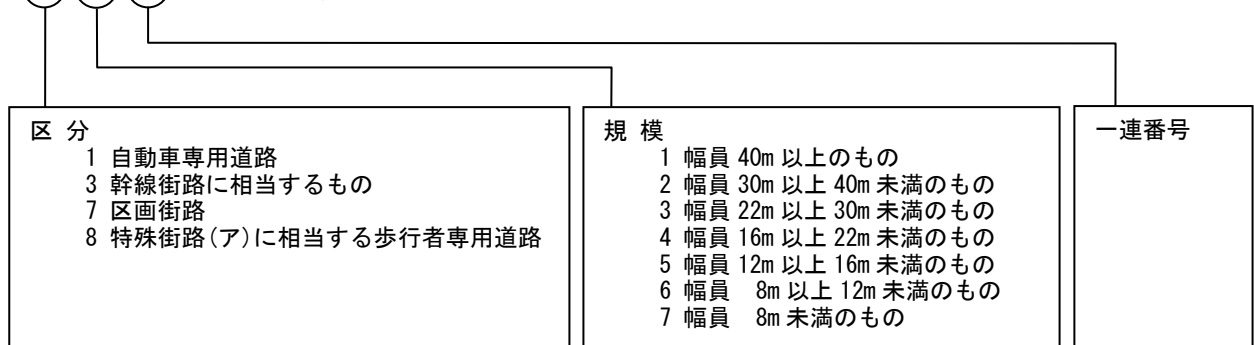 区 分
1 自動車専用道路
3 幹線街路に相当するもの
7 区画街路
8 特殊街路(ア)に相当する歩行者専用道路
規 模
1 幅員 40m 以上のもの
2 幅員 30m 以上 40m 未満のもの
3 幅員 22m 以上 30m 未満のもの
4 幅員 16m 以上 22m 未満のもの
5 幅員 12m 以上 16m 未満のもの
6 幅員 8m 以上 12m 未満のもの
7 幅員 8m 未満のもの
一連番号